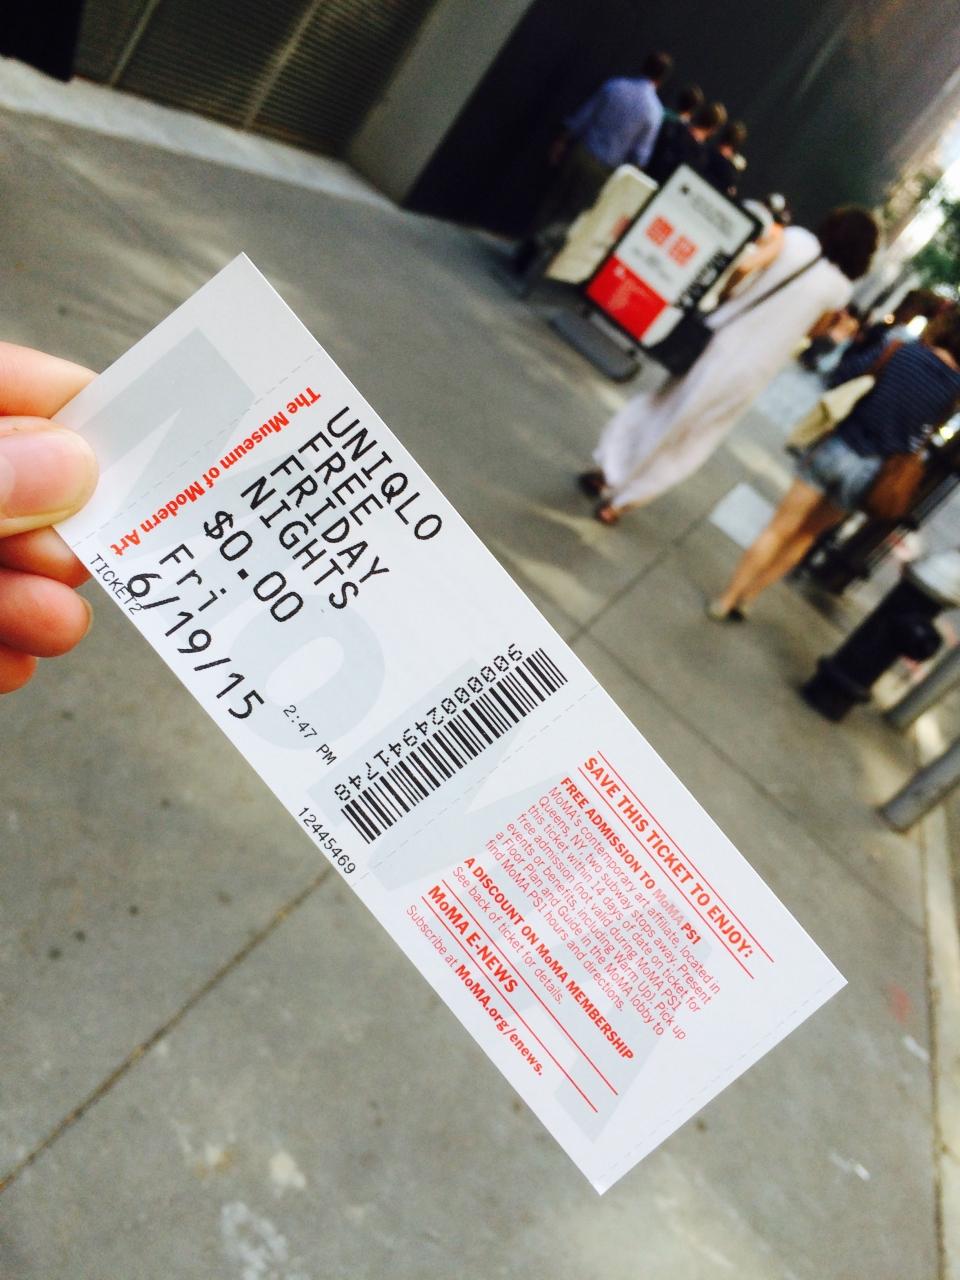 The Museum of Modern Art
UNIQLO
FREE
FRIDAY
NIGHTS
$0.00
Fri
6/19/15
TICKET2
2:47 PM
12445469
SAVE THIS TICKET TO ENJOY:
FREE ADMISSION TO MoMA PS1
MoMA's contemporary art affiliate, located in
Queens, NY, two subway stops away. Present
this ticket within 14 days of date on ticket for
free admission (not valid during MoMA PS1
events or benefits, including Warm Up). Pick up
a Floor Plan and Guide in the MoMA lobby to
find MoMA PS1 hours and directions.
A DISCOUNT ON MoMA MEMBERSHIP
See back of ticket for details.
MoMA E-NEWS
Subscribe at MoMA.org/enews.